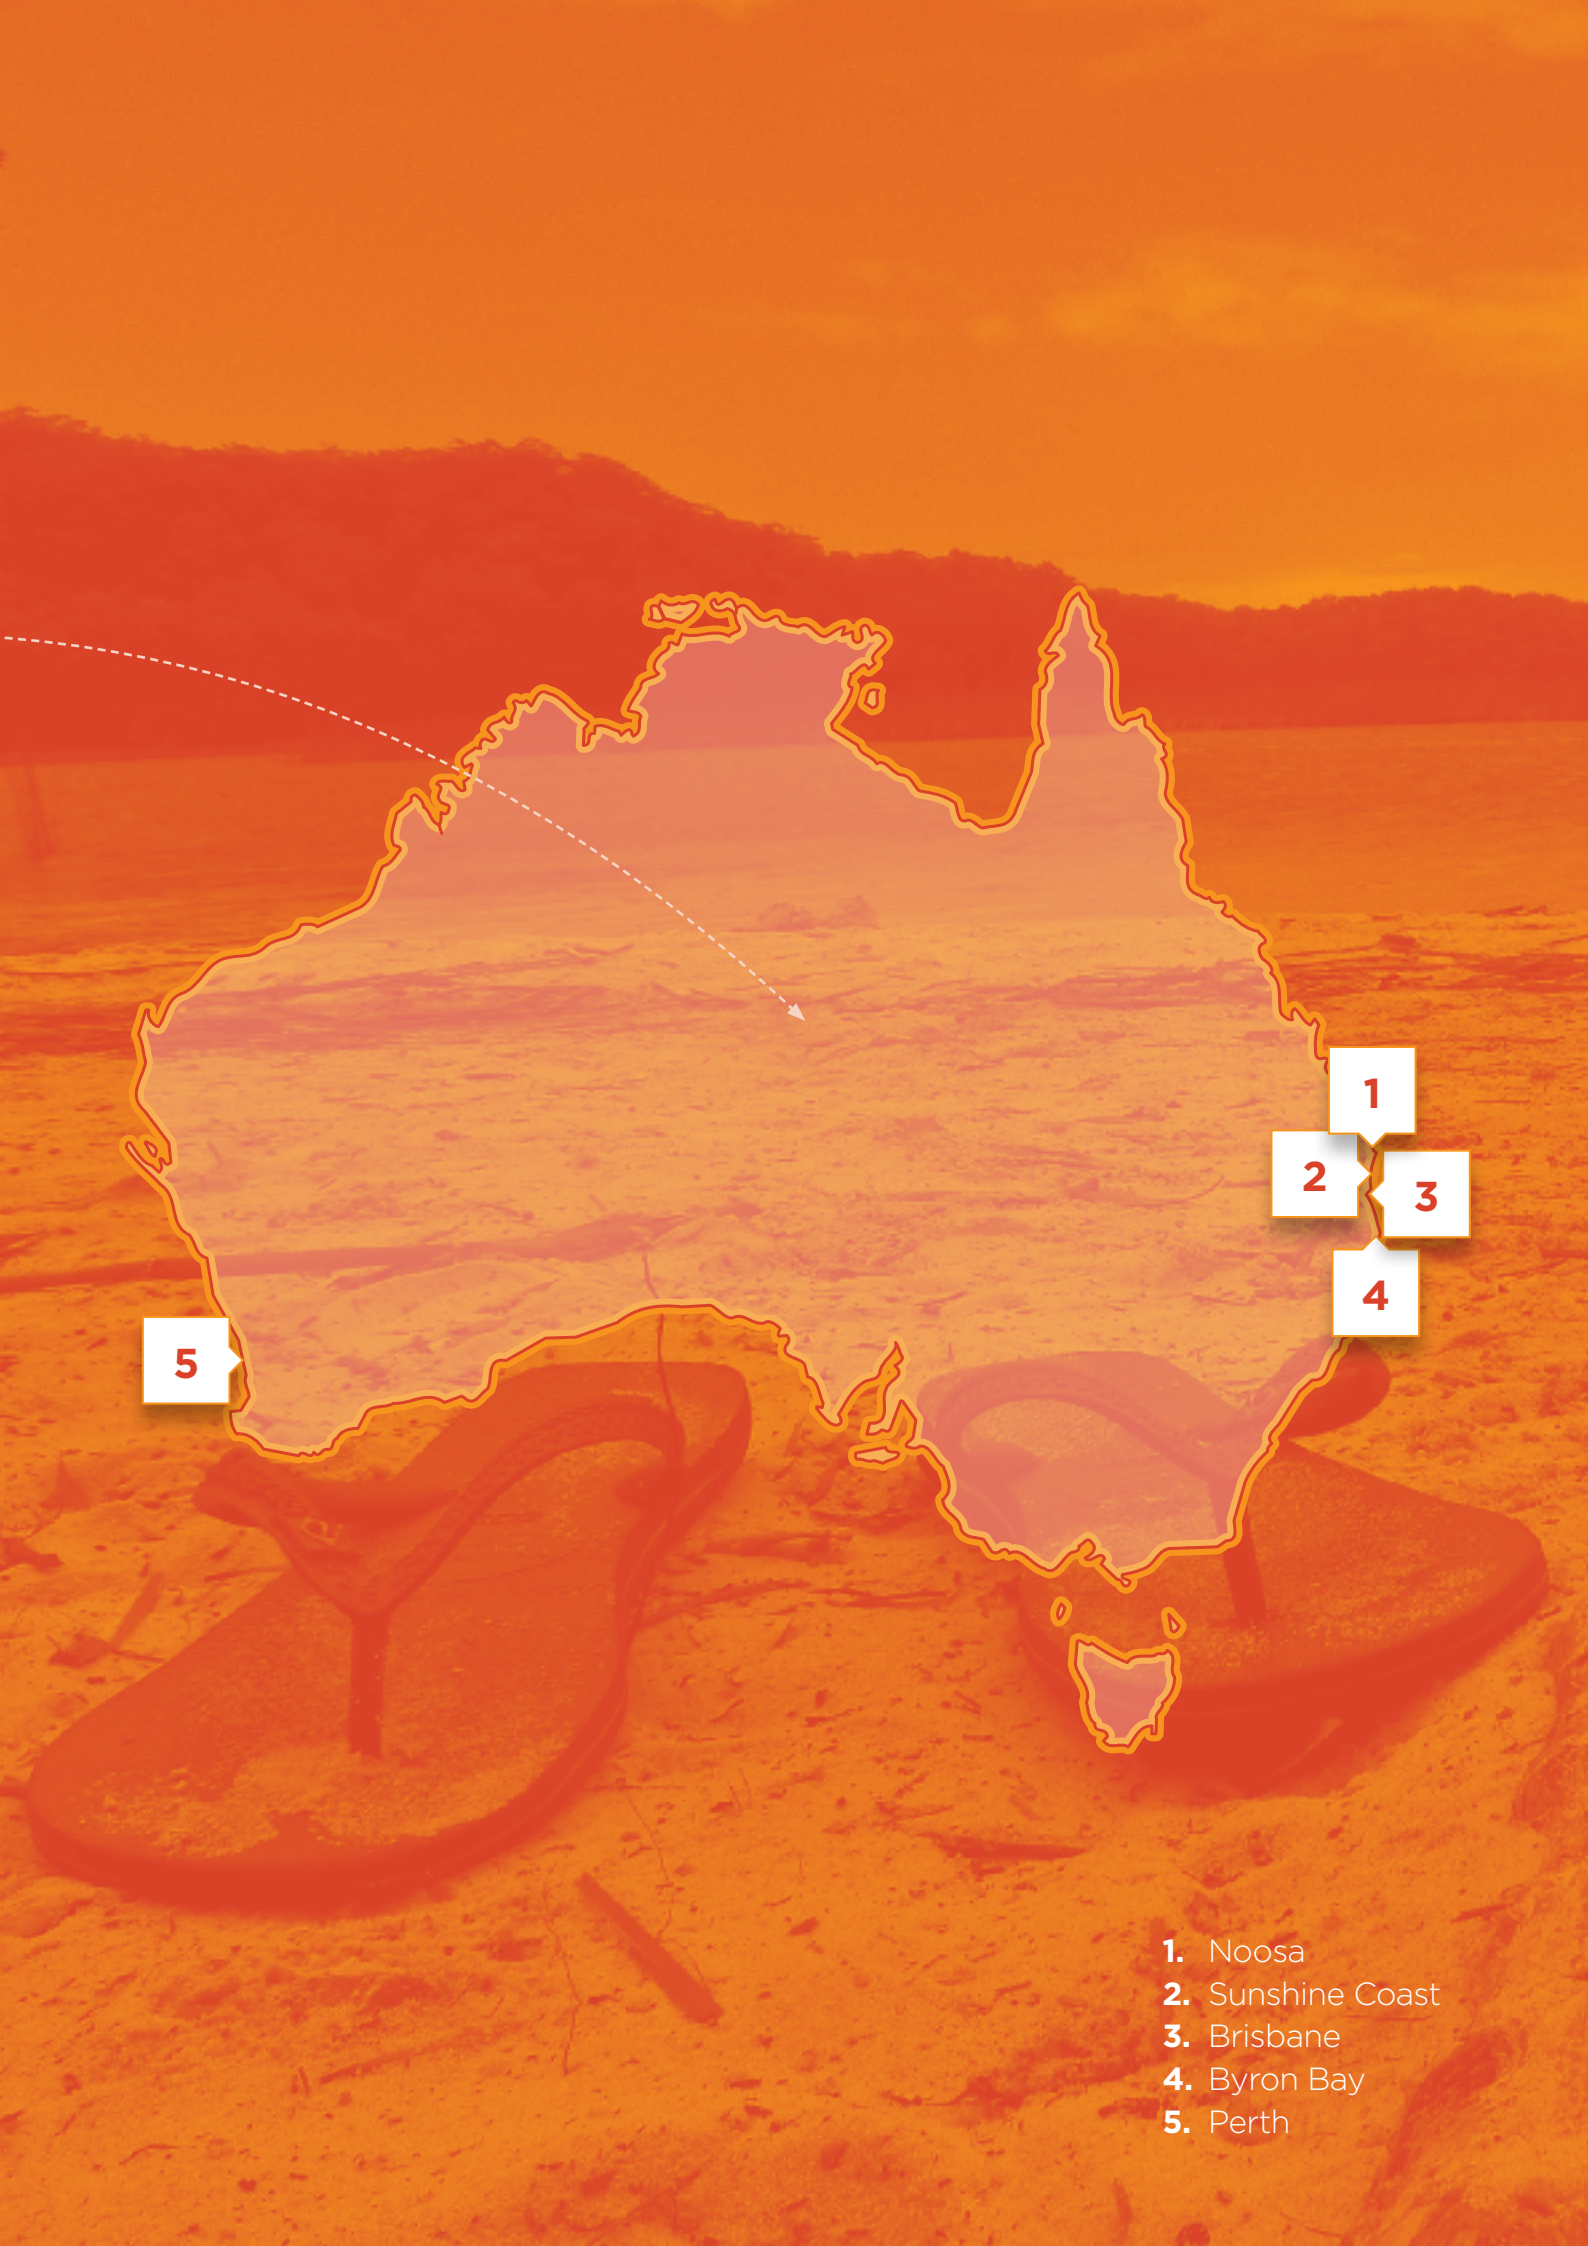 1
2
3
4
5
1. Noosa
2. Sunshine Coast
3. Brisbane
4. Byron Bay
5. Perth